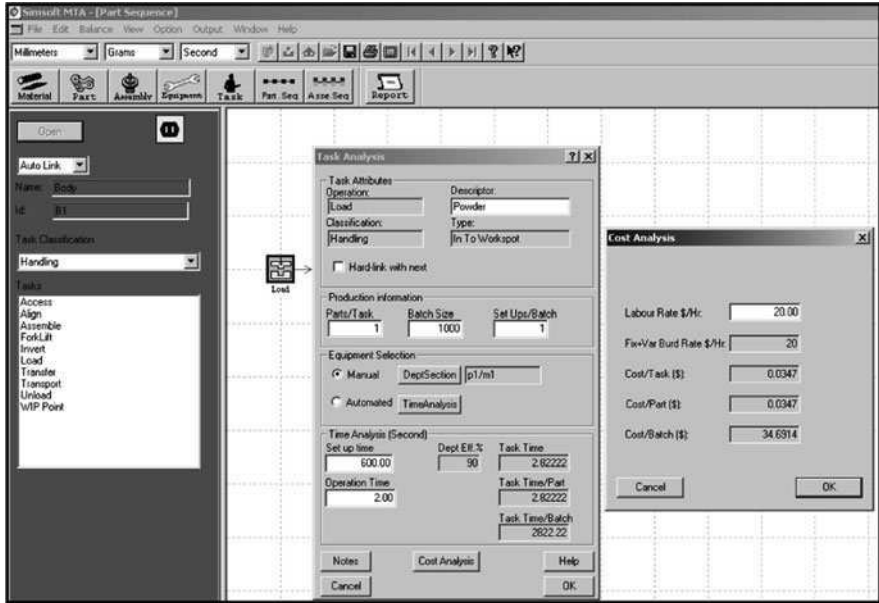 Simsoft MTA - [Part Sequence]
File Edit Balance View Option Output Window Help
Millimeters Grams Second
Material Part Assembly Equipment Task Part. Seq Asse.Seq Report
Open
Auto Link
Name: Body
Id: B1
Task Classification
Handling
Tasks
Access
Align
Assemble
ForkLift
Invert
Load
Transfer
Transport
Unload
WIP Point
Load
Task Analysis
Task Attributes
Operation: Descriptor:
Load Powder
Classification: Type:
Handling In To Workspot
Hard-link with next
Production information
Parts/Task Batch Size Set Ups/Batch
1 1000 1
Equipment Selection
Manual DeptSection p1/m1
Automated TimeAnalysis
Time Analysis (Second)
Set up time Dept Eff.% Task Time
600.00 90 2.82222
Operation Time Task Time/Part
2.00 2.82222
Task Time/Batch
2822.22
Notes Cost Analysis Help
Cancel OK
Cost Analysis
Labour Rate $/Hr: 20.00
Fix+Var Burd Rate $/Hr: 20
Cost/Task ($): 0.0347
Cost/Part ($): 0.0347
Cost/Batch ($): 34.6914
Cancel OK